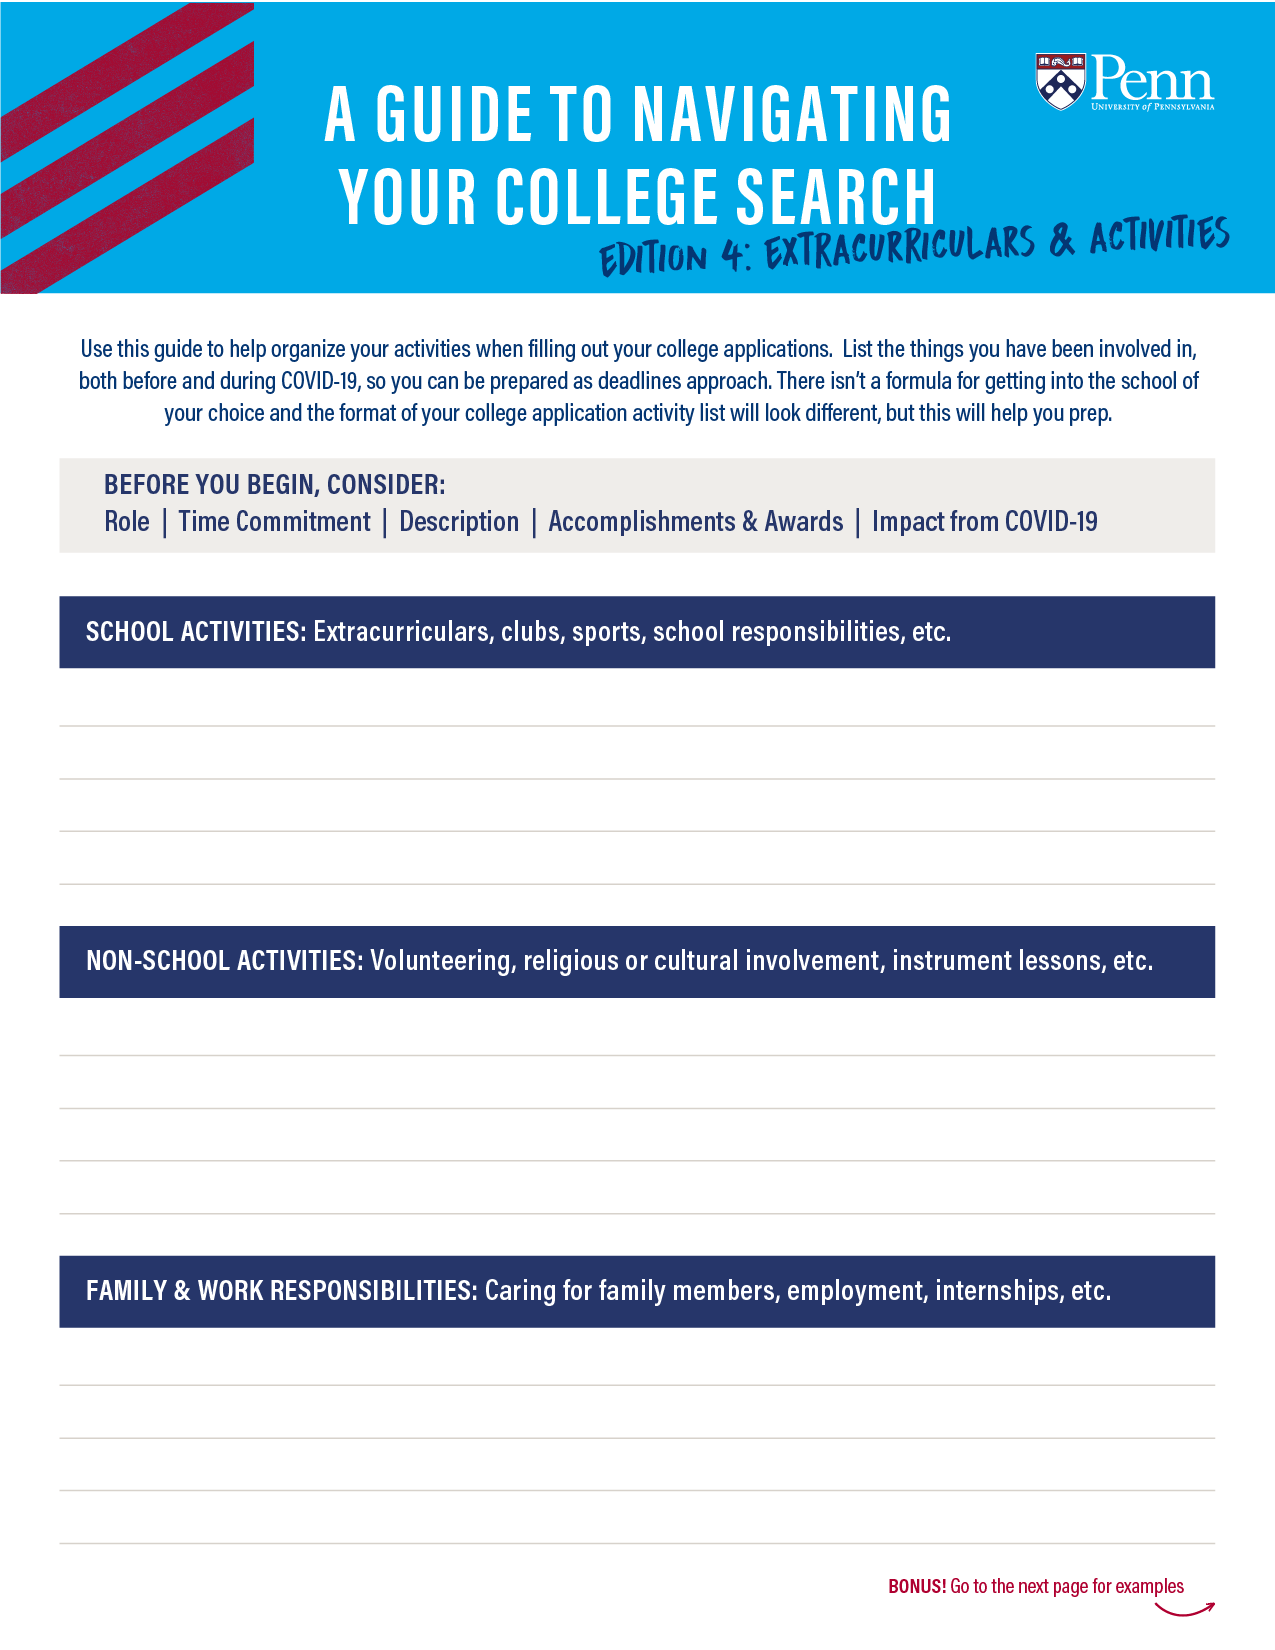 A GUIDE TO NAVIGATING
YOUR COLLEGE SEARCH
EDITION 4: EXTRACURRICULARS & ACTIVITIES
Penn
UNIVERSITY of PENNSYLVANIA
Use this guide to help organize your activities when filling out your college applications.  List the things you have been involved in,
both before and during COVID-19, so you can be prepared as deadlines approach. There isn't a formula for getting into the school of
your choice and the format of your college application activity list will look different, but this will help you prep.
BEFORE YOU BEGIN, CONSIDER:
Role | Time Commitment | Description | Accomplishments & Awards | Impact from COVID-19
SCHOOL ACTIVITIES: Extracurriculars, clubs, sports, school responsibilities, etc.
NON-SCHOOL ACTIVITIES: Volunteering, religious or cultural involvement, instrument lessons, etc.
FAMILY & WORK RESPONSIBILITIES: Caring for family members, employment, internships, etc.
BONUS! Go to the next page for examples